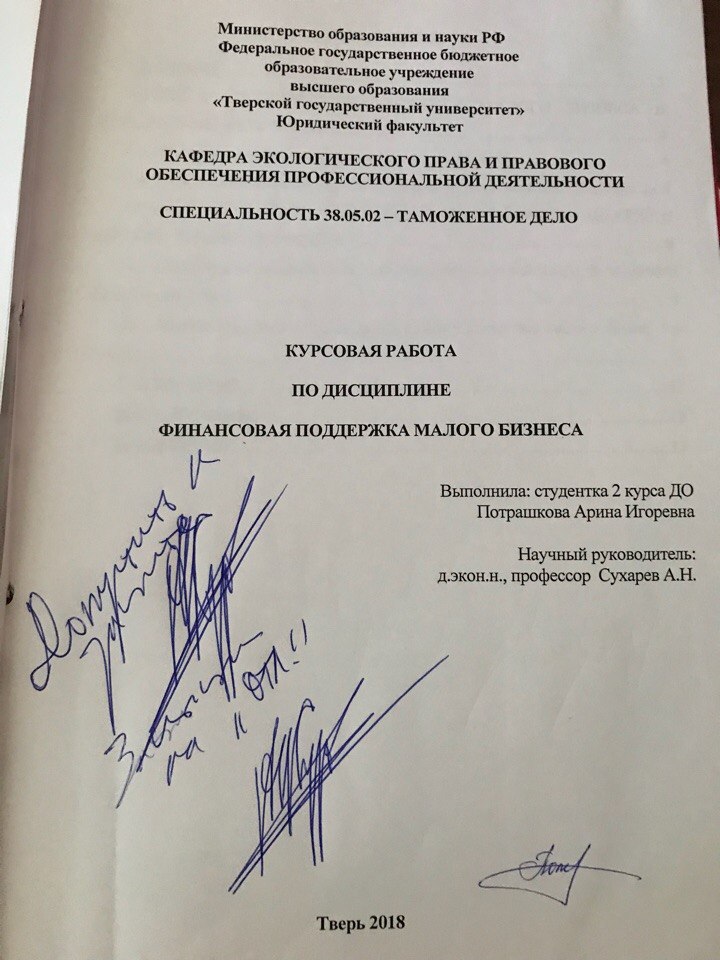 Министерство образования и науки РФ
Федеральное государственное бюджетное
образовательное учреждение
высшего образования
«Тверской государственный университет»
Юридический факультет
КАФЕДРА ЭКОЛОГИЧЕСКОГО ПРАВА И ПРАВОВОГО
ОБЕСПЕЧЕНИЯ ПРОФЕССИОНАЛЬНОЙ ДЕЯТЕЛЬНОСТИ
СПЕЦИАЛЬНОСТЬ 38.05.02 – ТАМОЖЕННОЕ ДЕЛО
КУРСОВАЯ РАБОТА
ПО ДИСЦИПЛИНЕ
ФИНАНСОВАЯ ПОДДЕРЖКА МАЛОГО БИЗНЕСА
Выполнила: студентка 2 курса ДО
Потрашкова Арина Игоревна
Научный руководитель:
д.экон.н., профессор Сухарев А.Н.
Допустить к
защите
на "отл."
Тверь 2018